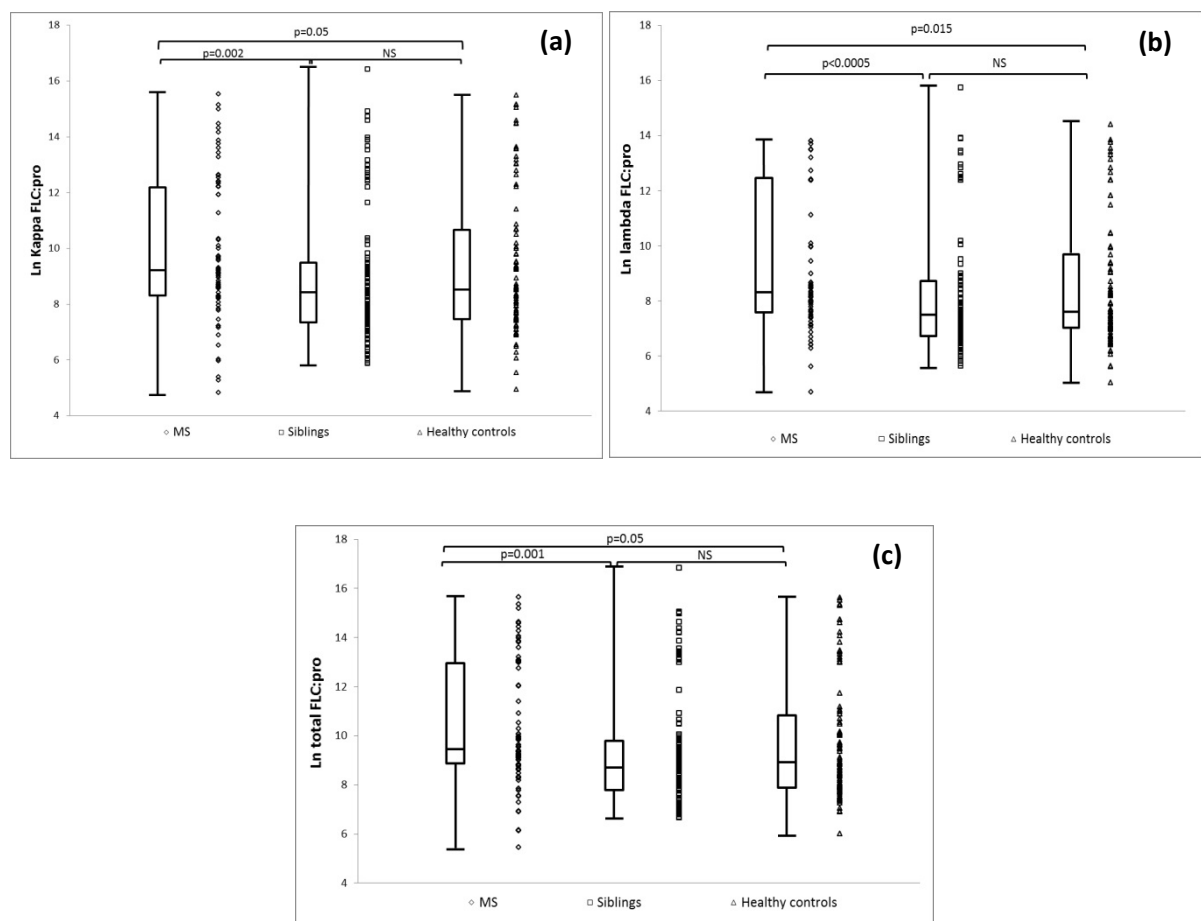 (a)
p=0.05
p=0.002
NS
Ln Kappa FLC:pro
18
16
14
12
10
8
6
4
◇ MS □ Siblings △ Healthy controls
(b)
p=0.015
p<0.0005
NS
Ln lambda FLC:pro
18
16
14
12
10
8
6
4
◇ MS □ Siblings △ Healthy controls
(c)
p=0.05
p=0.001
NS
Ln total FLC:pro
18
16
14
12
10
8
6
4
◇ MS □ Siblings △ Healthy controls